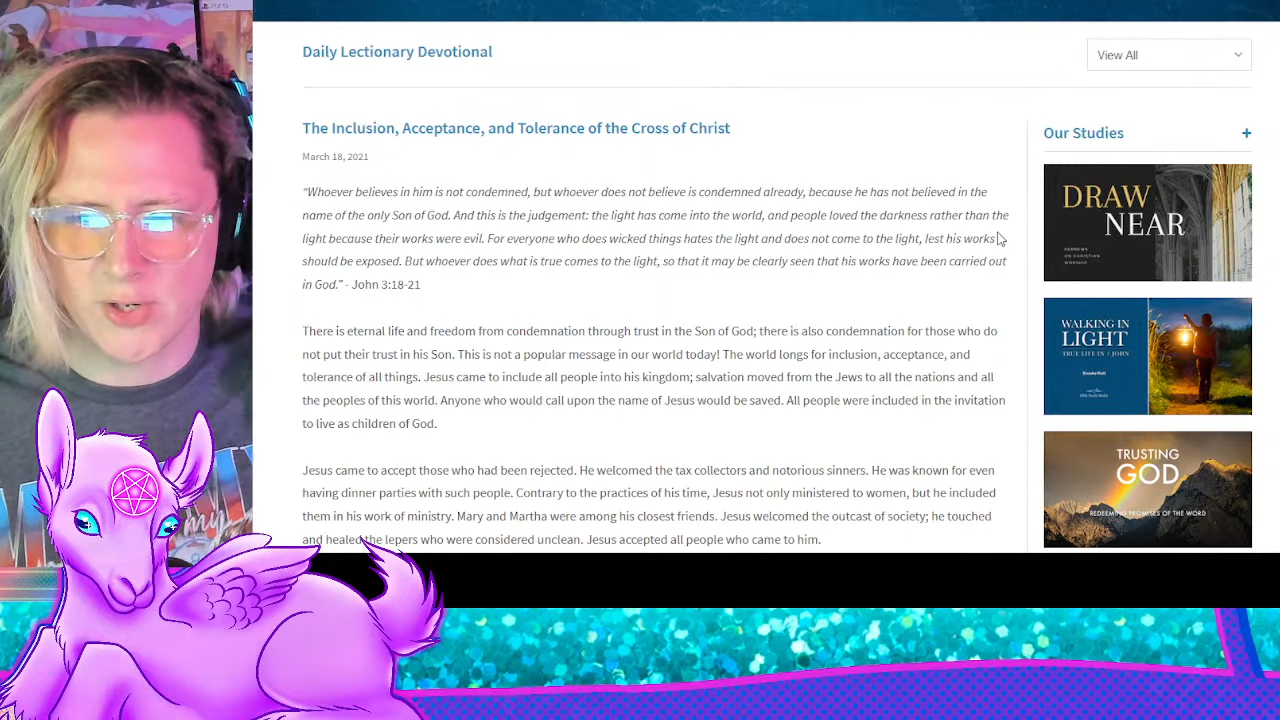 Daily Lectionary Devotional
View All
The Inclusion, Acceptance, and Tolerance of the Cross of Christ
March 18, 2021
“Whoever believes in him is not condemned, but whoever does not believe is condemned already, because he has not believed in the
name of the only Son of God. And this is the judgement: the light has come into the world, and people loved the darkness rather than the
light because their works were evil. For everyone who does wicked things hates the light and does not come to the light, lest his works
should be exposed. But whoever does what is true comes to the light, so that it may be clearly seen that his works have been carried out
in God.” - John 3:18-21
There is eternal life and freedom from condemnation through trust in the Son of God; there is also condemnation for those who do
not put their trust in his Son. This is not a popular message in our world today! The world longs for inclusion, acceptance, and
tolerance of all things. Jesus came to include all people into his kingdom; salvation moved from the Jews to all the nations and all
the peoples of the world. Anyone who would call upon the name of Jesus would be saved. All people were included in the invitation
to live as children of God.
Jesus came to accept those who had been rejected. He welcomed the tax collectors and notorious sinners. He was known for even
having dinner parties with such people. Contrary to the practices of his time, Jesus not only ministered to women, but he included
them in his work of ministry. Mary and Martha were among his closest friends. Jesus welcomed the outcast of society; he touched
and healed the lepers who were considered unclean. Jesus accepted all people who came to him.
Our Studies +
DRAW
NEAR
HEBREWS
ON CHRISTIAN
WORSHIP
WALKING IN
LIGHT
TRUE LIFE IN 1 JOHN
TRUSTING
GOD
REDEEMING PROMISES OF THE WORD